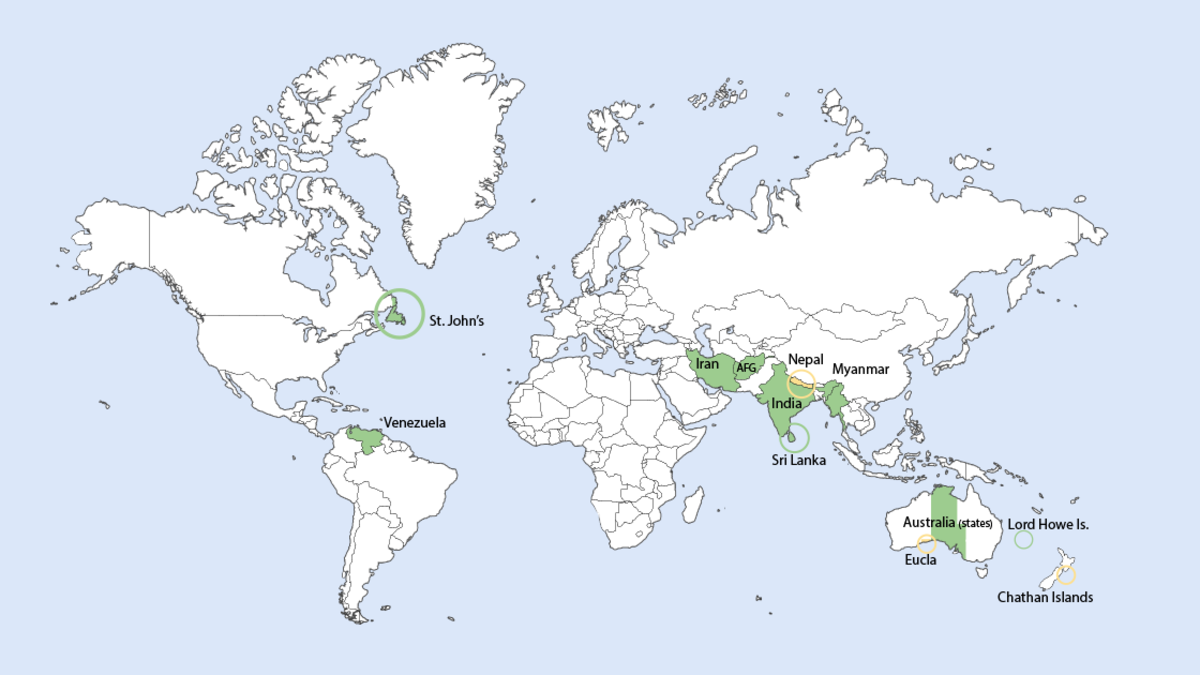 St. John's
Nepal
Iran
AFG
Myanmar
India
Venezuela
Sri Lanka
Australia (states)
Lord Howe Is.
Eucla
Chathan Islands